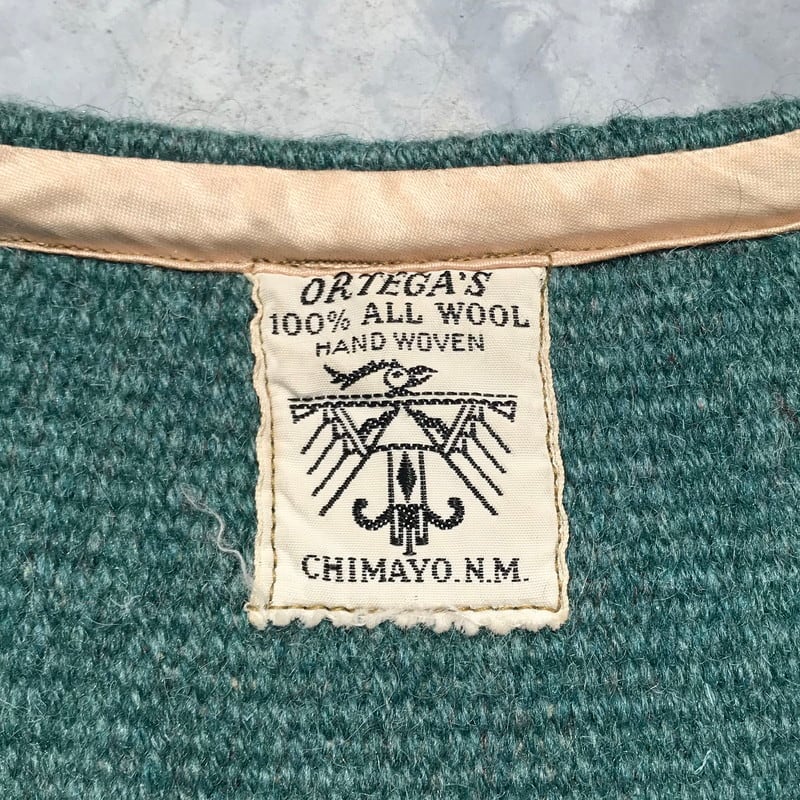 ORTEGA'S
100% ALL WOOL
HAND WOVEN
CHIMAYO.N.M.